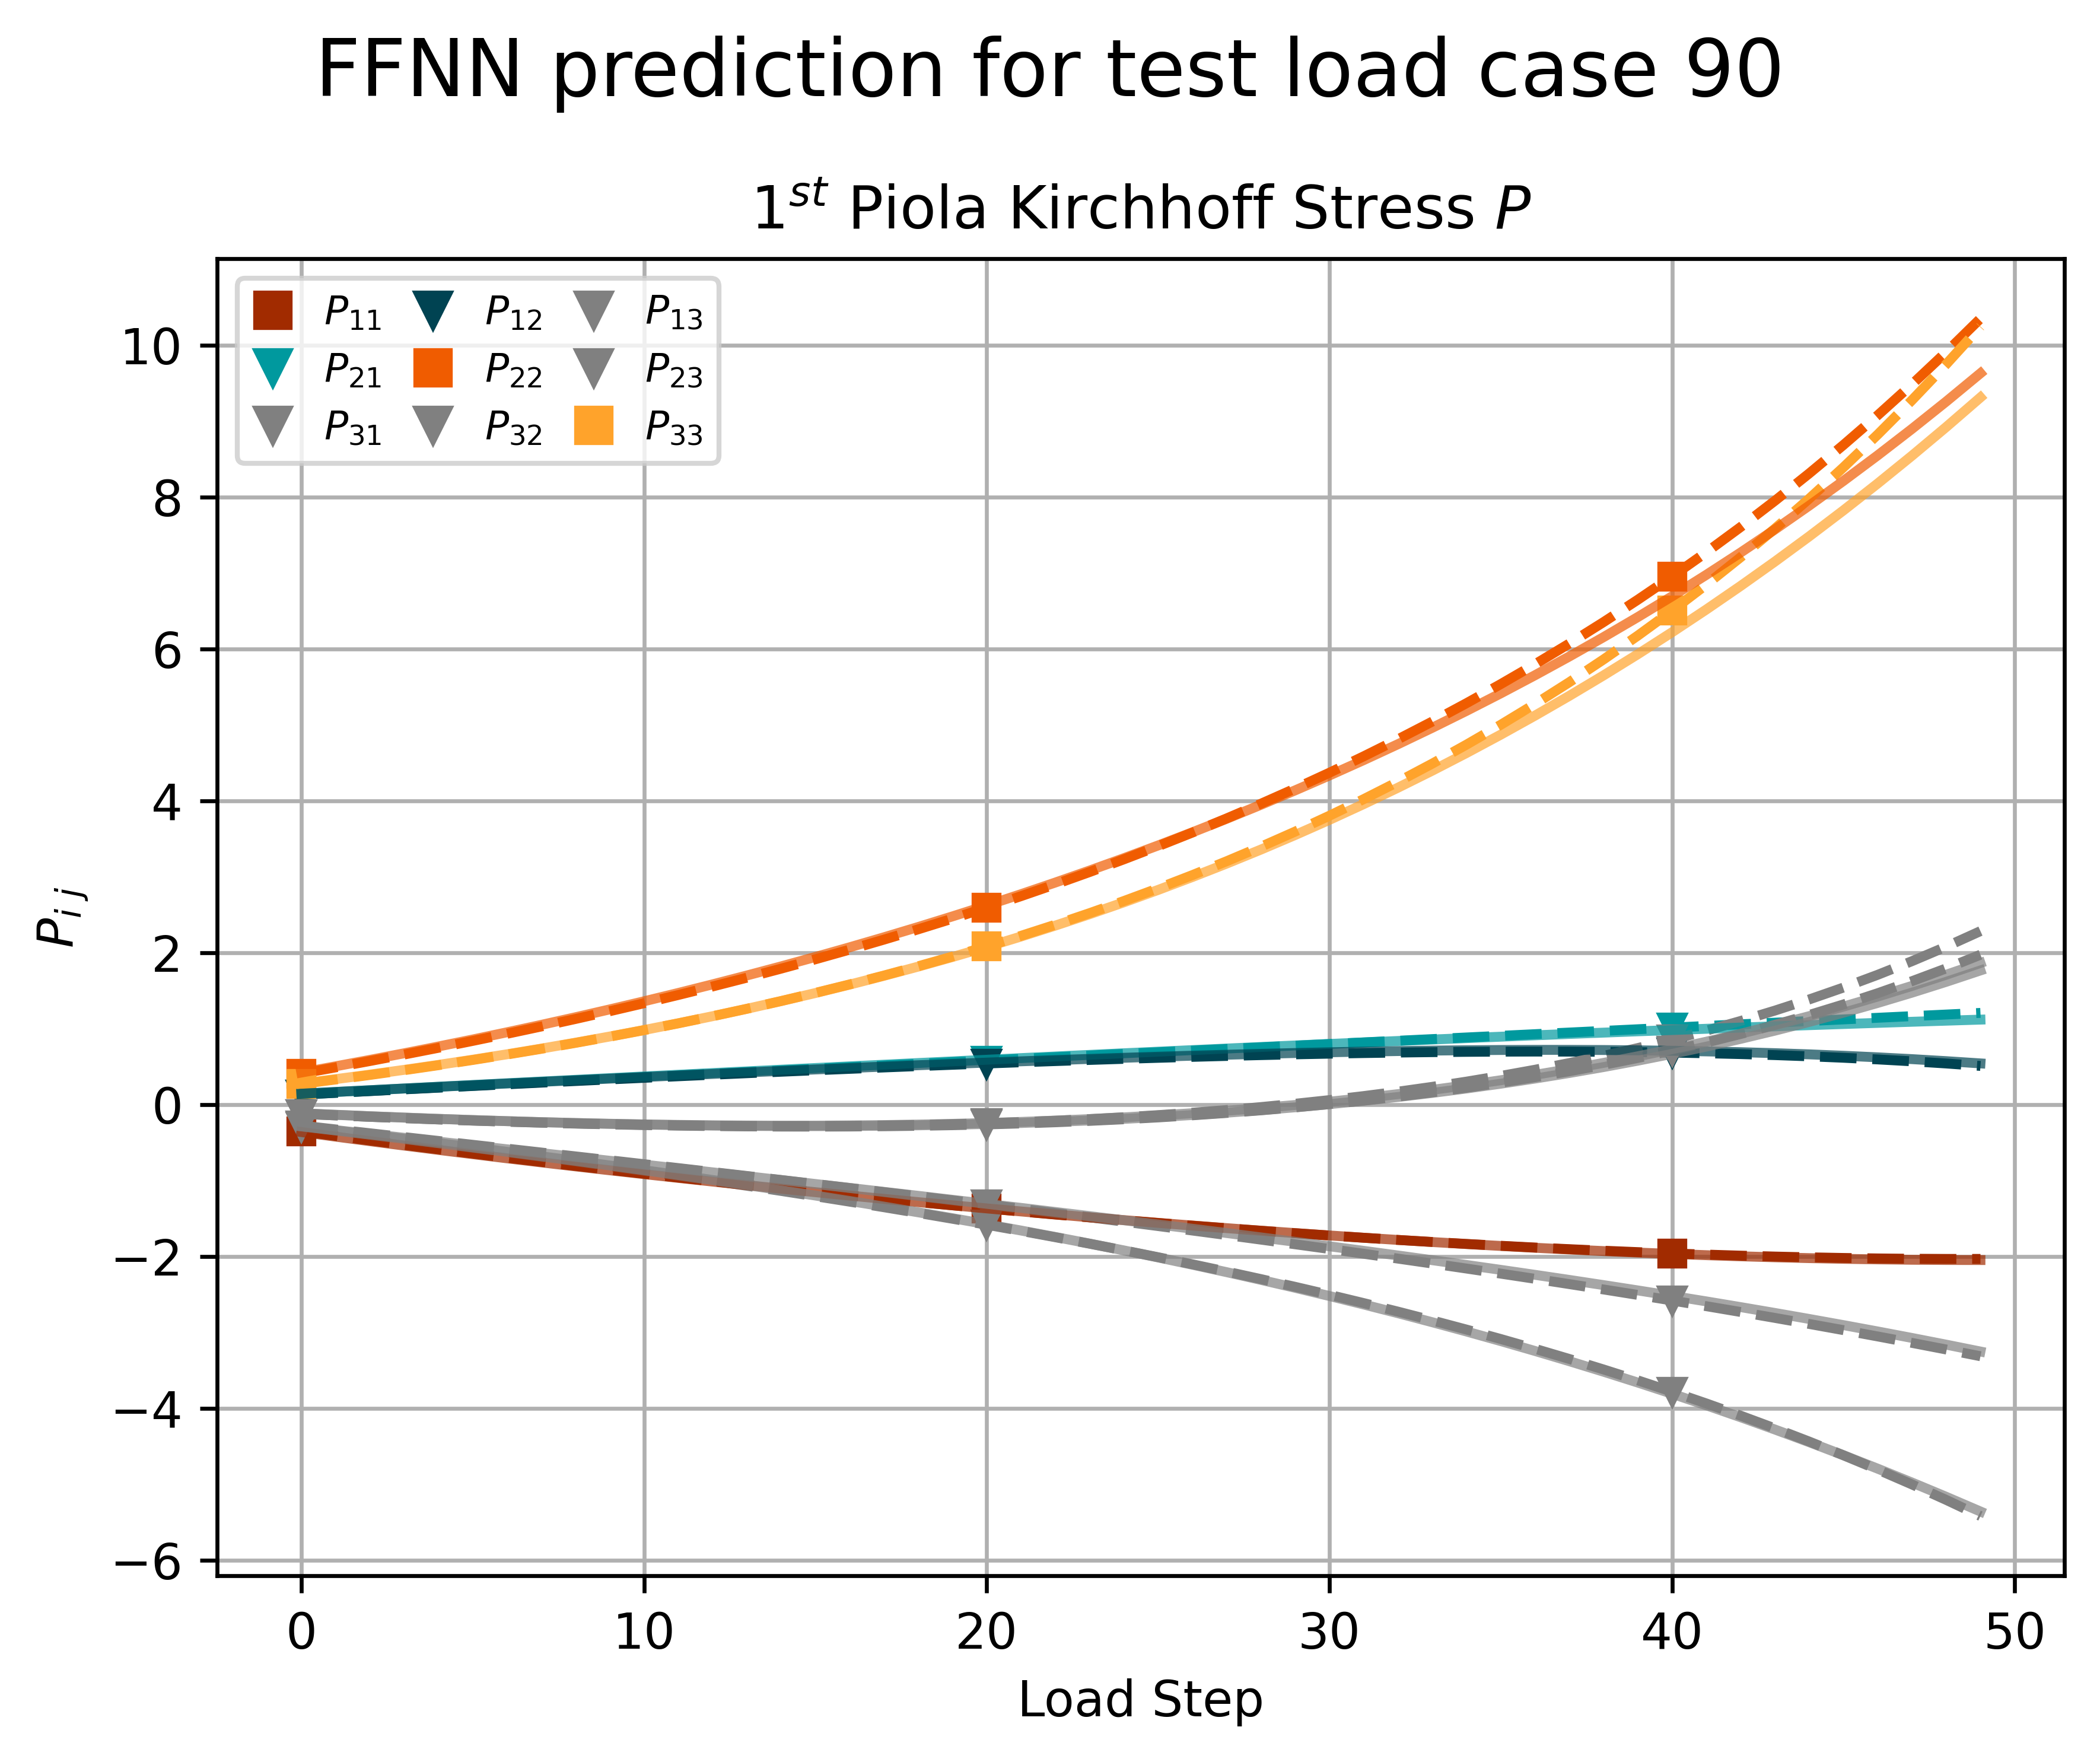 FFNN prediction for test load case 90
1st Piola Kirchhoff Stress P
P11 P12 P13
P21 P22 P23
P31 P32 P33
10
8
6
4
2
0
−2
−4
−6
Pij
0 10 20 30 40 50
Load Step